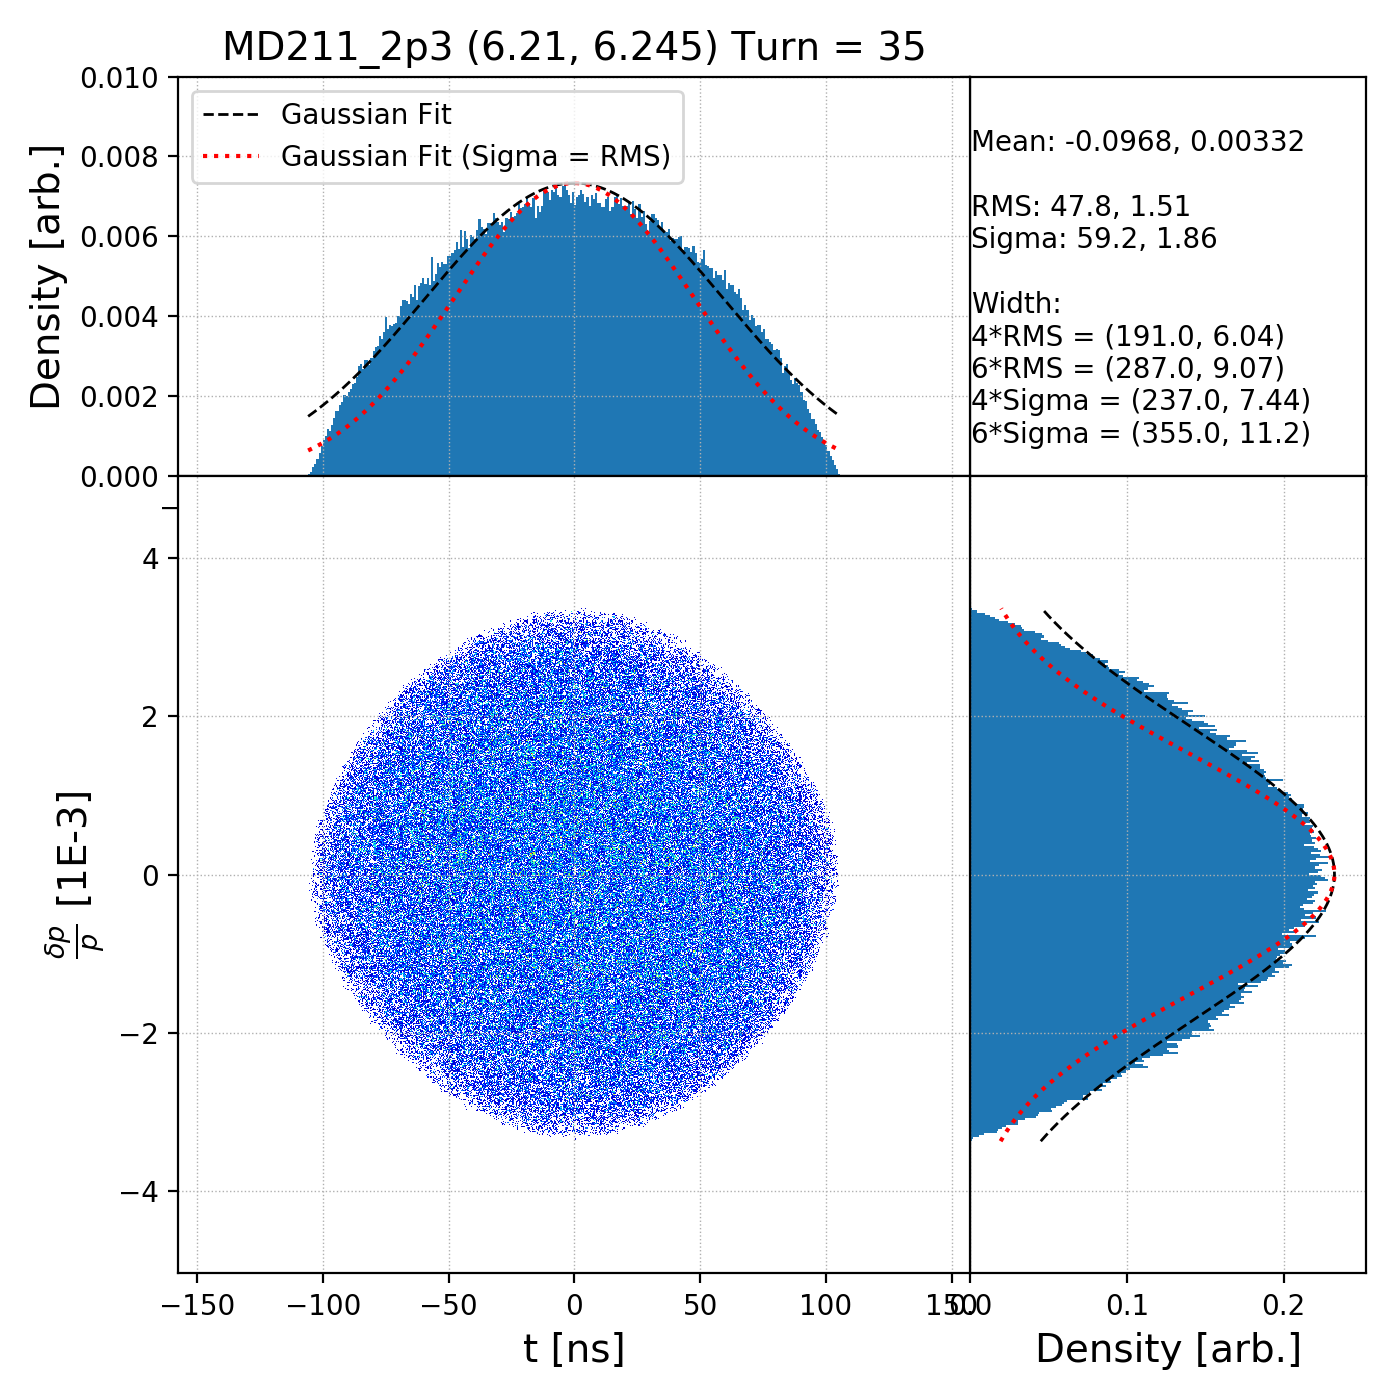 MD211_2p3 (6.21, 6.245) Turn = 35
Density [arb.]
0.010
0.008
0.006
0.004
0.002
0.000
Gaussian Fit
Gaussian Fit (Sigma = RMS)
Mean: -0.0968, 0.00332
RMS: 47.8, 1.51
Sigma: 59.2, 1.86
Width:
4*RMS = (191.0, 6.04)
6*RMS = (287.0, 9.07)
4*Sigma = (237.0, 7.44)
6*Sigma = (355.0, 11.2)
δp/p [1E-3]
4
2
0
−2
−4
−150 −100 −50 0 50 100 150
t [ns]
0.0 0.1 0.2
Density [arb.]